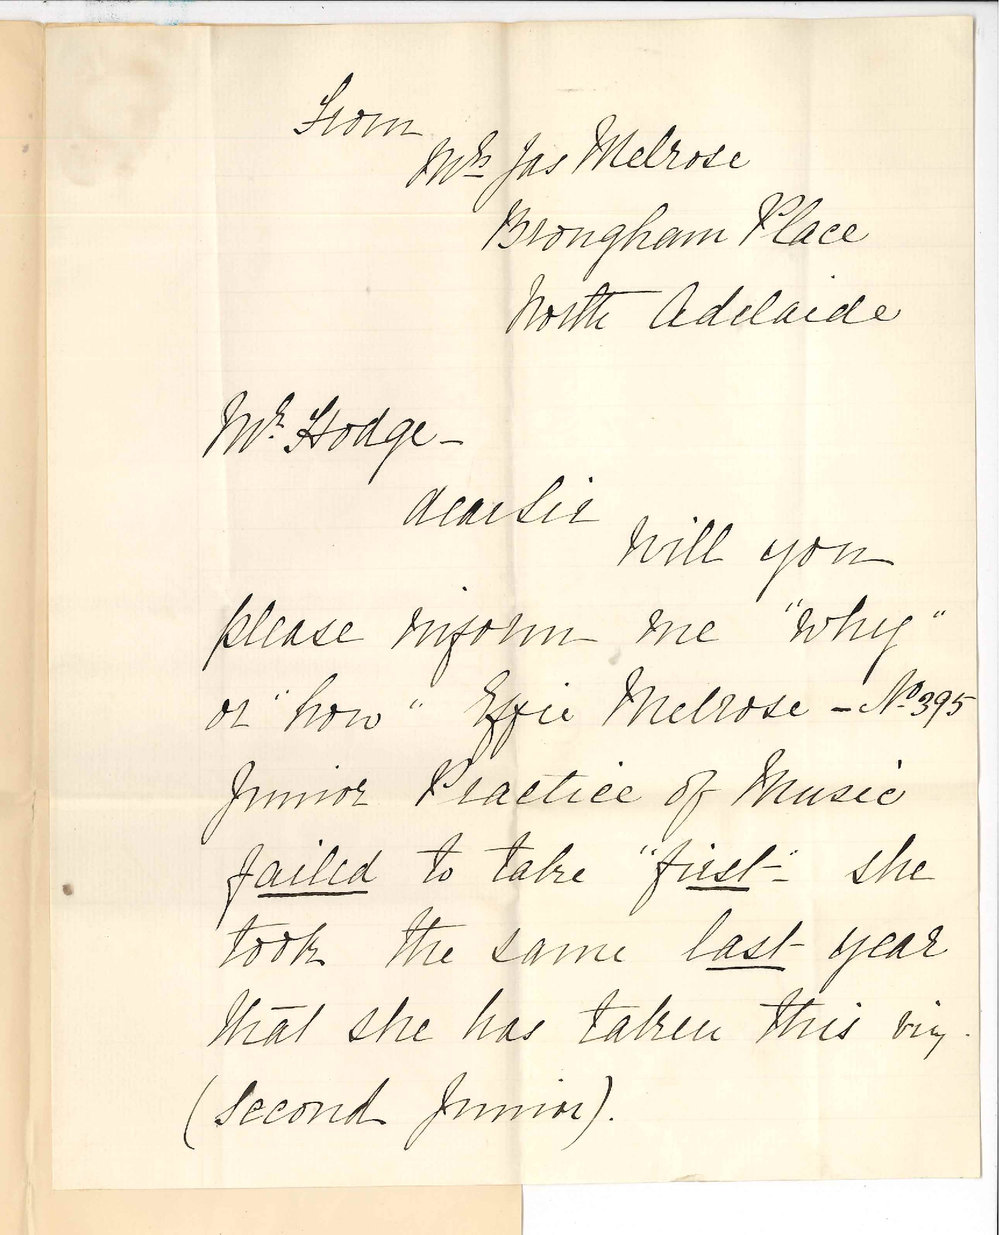 From
Mrs Jas Melrose
Brougham Place
North Adelaide
Mr. Hodge –
dear Sir
Will you
please inform me "why"
or "how" Effie Melrose – No 395
Junior Practice of Music
failed to take "first" – she
took the same last year
that she has taken this viz.
(second Junior).